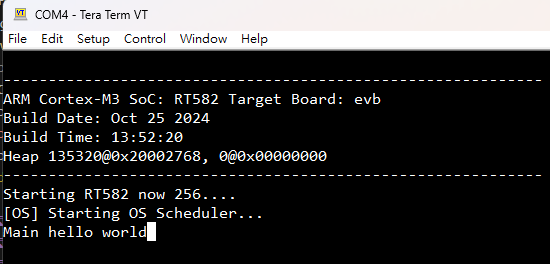 COM4 - Tera Term VT
File Edit Setup Control Window Help
------------------------------------------------------------
ARM Cortex-M3 SoC: RT582 Target Board: evb
Build Date: Oct 25 2024
Build Time: 13:52:20
Heap 135320@0x20002768, 0@0x00000000
------------------------------------------------------------
Starting RT582 now 256....
[OS] Starting OS Scheduler...
Main hello world